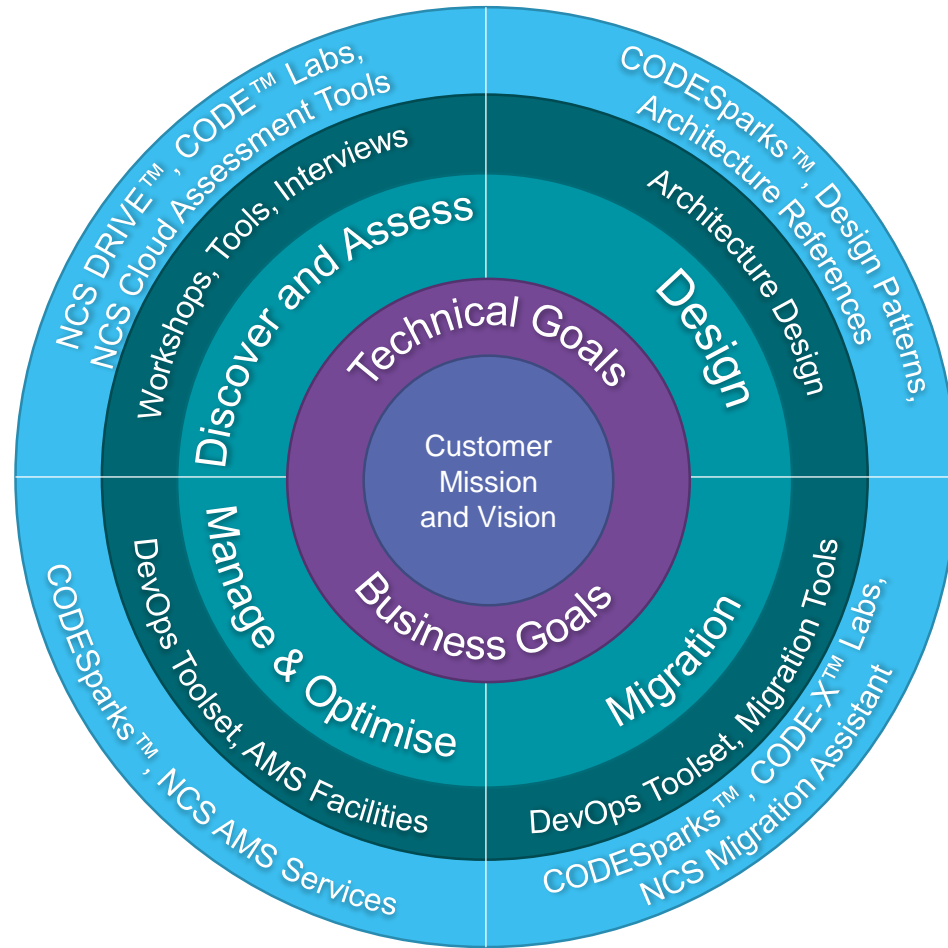 NCS DRIVE™, CODE™ Labs,
NCS Cloud Assessment Tools
Workshops, Tools, Interviews
Discover and Assess
CODESparks™, Design Patterns,
Architecture References
Architecture Design
Design
Technical Goals
Customer
Mission
and Vision
Business Goals
Manage & Optimise
DevOps Toolset, AMS Facilities
CODESparks™, NCS AMS Services
Migration
DevOps Toolset, Migration Tools
CODESparks™, CODE-X™ Labs,
NCS Migration Assistant